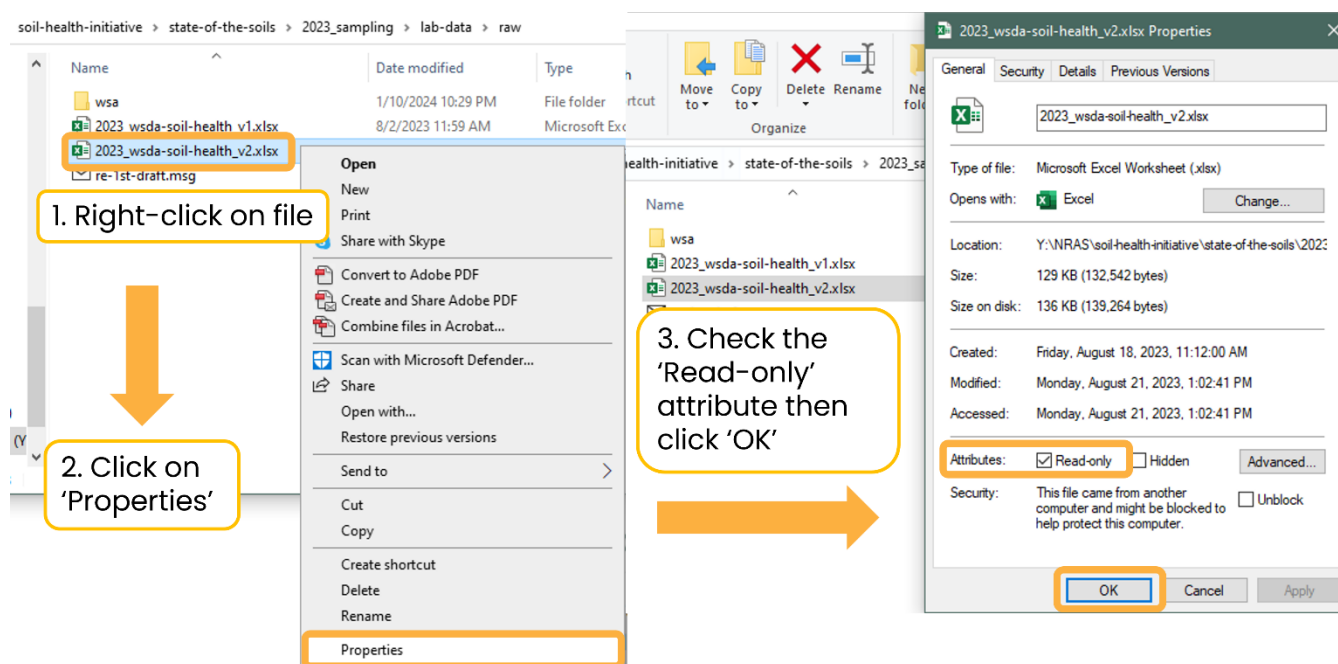 soil-health-initiative > state-of-the-soils > 2023_sampling > lab-data > raw
Name
Date modified
Type
wsa
1/10/2024 10:29 PM
File folder
2023_wsda-soil-health_v1.xlsx
8/2/2023 11:59 AM
Microsoft Exc
2023_wsda-soil-health_v2.xlsx
re-1st-draft.msg
1. Right-click on file
2. Click on
‘Properties’
(Y
Open
New
Print
Share with Skype
Convert to Adobe PDF
Create and Share Adobe PDF
Combine files in Acrobat...
Scan with Microsoft Defender...
Share
Open with...
Restore previous versions
Send to
Cut
Copy
Create shortcut
Delete
Rename
Properties
Move
to
Copy
to
Delete
Rename
Ne
fol
rtcut
Organize
ealth-initiative > state-of-the-soils > 2023_sa
Name
wsa
2023_wsda-soil-health_v1.xlsx
2023_wsda-soil-health_v2.xlsx
3. Check the
‘Read-only’
attribute then
click ‘OK’
2023_wsda-soil-health_v2.xlsx Properties
General
Security
Details
Previous Versions
2023_wsda-soil-health_v2.xlsx
Type of file:
Microsoft Excel Worksheet (.xlsx)
Opens with:
Excel
Change...
Location:
Y:\NRAS\soil-health-initiative\state-of-the-soils\2023
Size:
129 KB (132,542 bytes)
Size on disk:
136 KB (139,264 bytes)
Created:
Friday, August 18, 2023, 11:12:00 AM
Modified:
Monday, August 21, 2023, 1:02:41 PM
Accessed:
Monday, August 21, 2023, 1:02:41 PM
Attributes:
Read-only
Hidden
Advanced...
Security:
This file came from another
computer and might be blocked to
help protect this computer.
Unblock
OK
Cancel
Apply